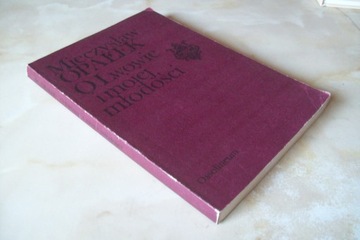 Mieczysław
OPAŁEK
O Lwowie
i mojej
młodości
Ossolineum